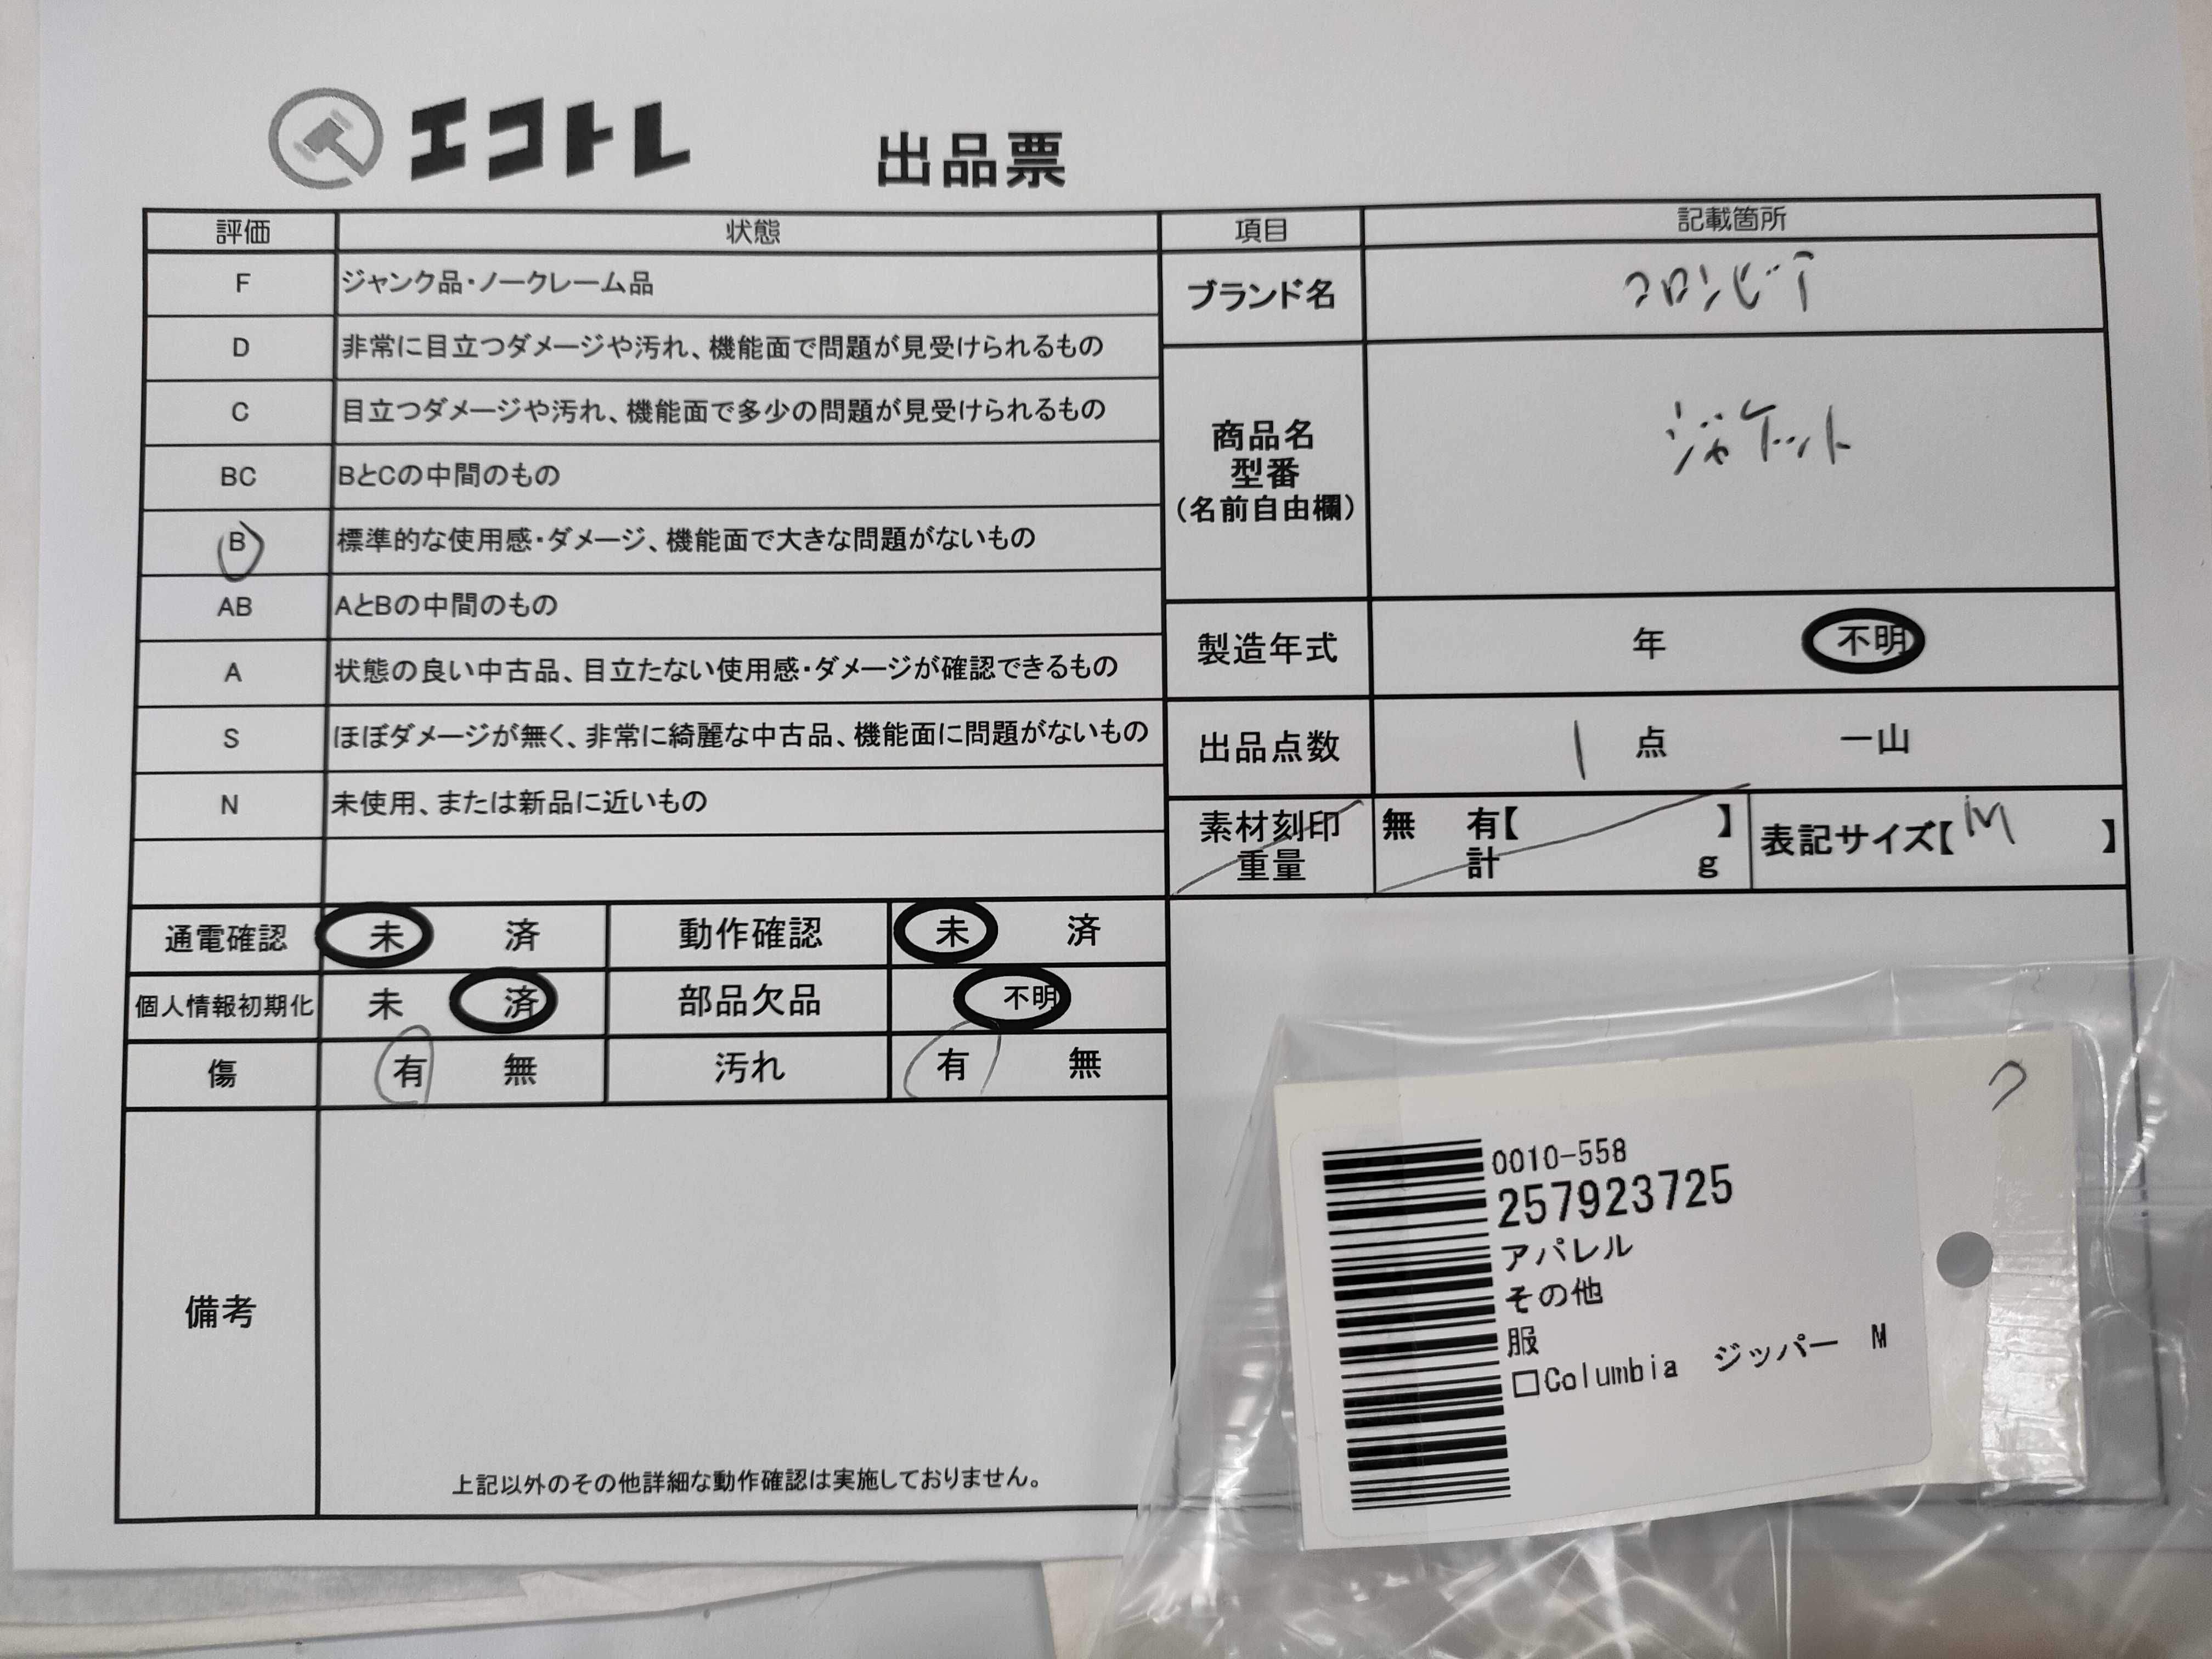 エコトレ 出品票
評価 状態 項目 記載箇所
F ジャンク品・ノークレーム品
ブランド名 コロンビア
D 非常に目立つダメージや汚れ、機能面で問題が見受けられるもの
C 目立つダメージや汚れ、機能面で多少の問題が見受けられるもの
商品名
型番
（名前自由欄）
ジャケット
BC BとCの中間のもの
B 標準的な使用感・ダメージ、機能面で大きな問題がないもの
AB AとBの中間のもの
製造年式 年 不明
A 状態の良い中古品、目立たない使用感・ダメージが確認できるもの
S ほぼダメージが無く、非常に綺麗な中古品、機能面に問題がないもの
出品点数 1 点 一山
N 未使用、または新品に近いもの
素材刻印 無 有【 】
重量 計 g
表記サイズ【M 】
通電確認 未 済 動作確認 未 済
個人情報初期化 未 済 部品欠品 不明
傷 有 無 汚れ 有 無
備考
上記以外のその他詳細な動作確認は実施しておりません。
0010-558
257923725
アパレル
その他
服
□Columbia ジッパー M